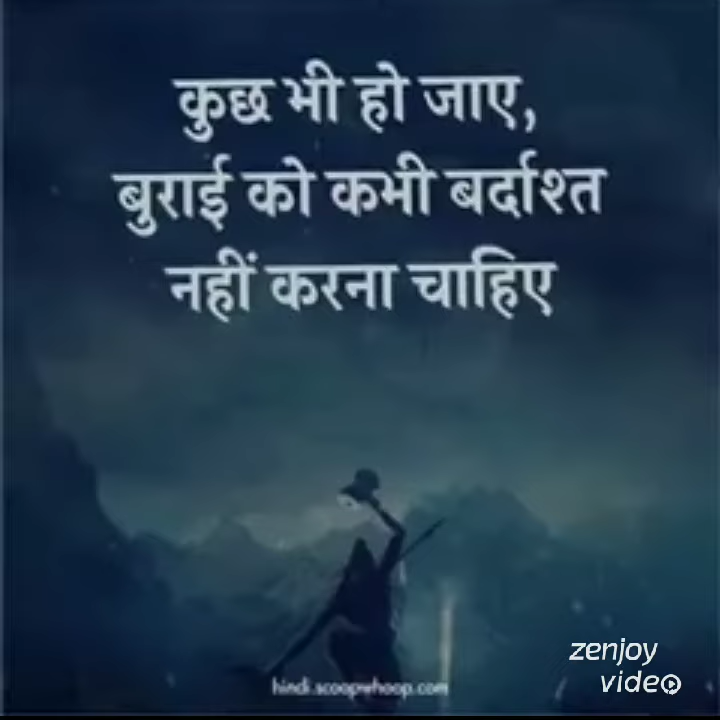 कुछ भी हो जाए,
बुराई को कभी बर्दाश्त
नहीं करना चाहिए
hindi.scoopwhoop.com
zenjoy
video